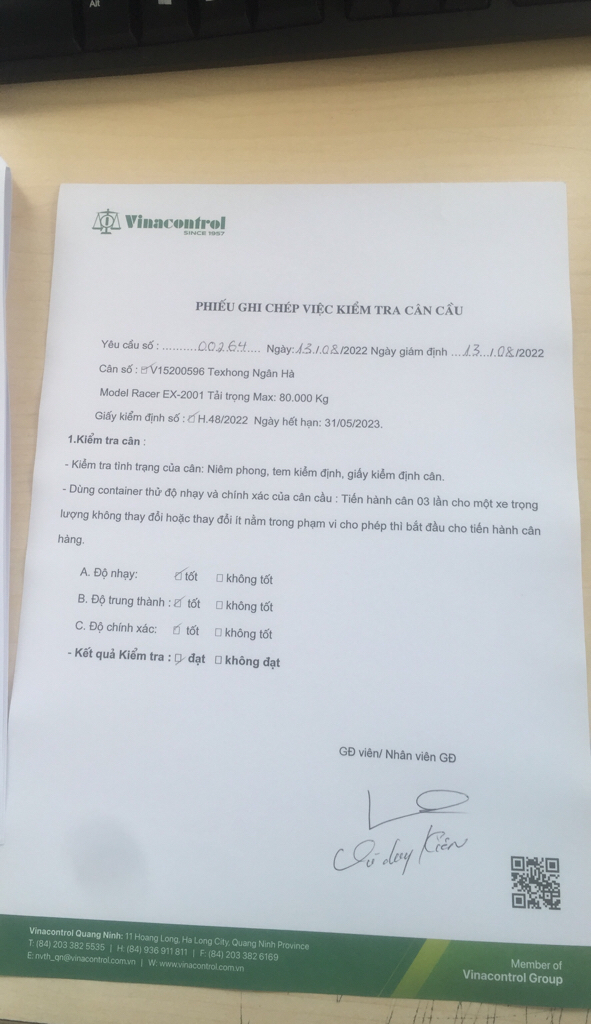 Alt
Vinacontrol
SINCE 1957
PHIẾU GHI CHÉP VIỆC KIỂM TRA CÂN CẦU
Yêu cầu số : ..........00264.... Ngày:13/08/2022 Ngày giám định ...13.../08/2022
Cân số : ☑V15200596 Texhong Ngân Hà
Model Racer EX-2001 Tải trọng Max: 80.000 Kg
Giấy kiểm định số : ☑H.48/2022 Ngày hết hạn: 31/05/2023.
1.Kiểm tra cân :
- Kiểm tra tình trạng của cân: Niêm phong, tem kiểm định, giấy kiểm định cân.
- Dùng container thử độ nhạy và chính xác của cân cầu : Tiến hành cân 03 lần cho một xe trọng
lượng không thay đổi hoặc thay đổi ít nằm trong phạm vi cho phép thì bắt đầu cho tiến hành cân
hàng.
A. Độ nhạy: ☑ tốt ☐ không tốt
B. Độ trung thành : ☑ tốt ☐ không tốt
C. Độ chính xác: ☑ tốt ☐ không tốt
- Kết quả Kiểm tra : ☑ đạt ☐ không đạt
GĐ viên/ Nhân viên GĐ
duy Kiên
Vinacontrol Quang Ninh: 11 Hoang Long, Ha Long City, Quang Ninh Province
T: (84) 203 382 5535 | H: (84) 936 911 811 | F: (84) 203 382 6169
E: nvth_qn@vinacontrol.com.vn | W: www.vinacontrol.com.vn
Member of
Vinacontrol Group